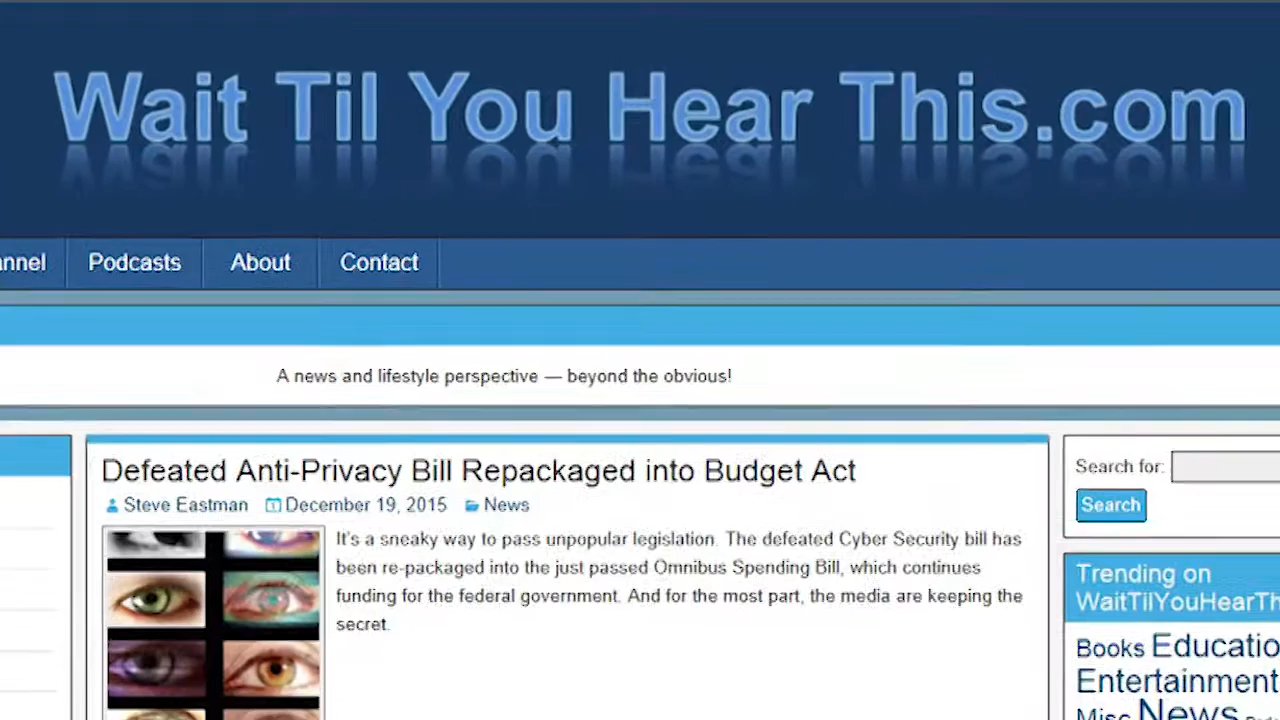 Wait Til You Hear This.com
Podcasts About Contact
A news and lifestyle perspective — beyond the obvious!
Defeated Anti-Privacy Bill Repackaged into Budget Act
Steve Eastman December 19, 2015 News
It's a sneaky way to pass unpopular legislation. The defeated Cyber Security bill has
been re-packaged into the just passed Omnibus Spending Bill, which continues
funding for the federal government. And for the most part, the media are keeping the
secret.
Search for:
Search
Trending on
WaitTilYouHearTh
Books Educatio
Entertainment
Misc News